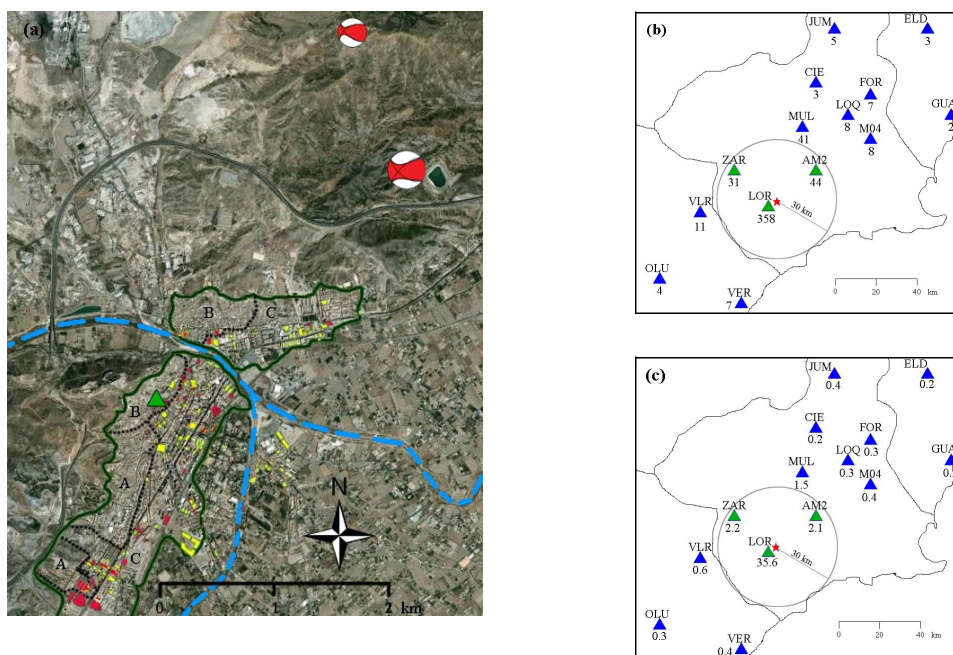 (a)
B
C
B
A
A
C
N
0 1 2 km
(b)
JUM
5
ELD
3
CIE
3
FOR
7
LOQ
8
GUA
2
MUL
41
M04
8
ZAR
31
AM2
44
LOR
358
30 km
VLR
11
OLU
4
VER
7
0 20 40
km
(c)
JUM
0.4
ELD
0.2
CIE
0.2
FOR
0.3
LOQ
0.3
GUA
MUL
1.5
M04
0.4
ZAR
2.2
AM2
2.1
LOR
35.6
30 km
VLR
0.6
OLU
0.3
VER
0.4
0 20 40
km